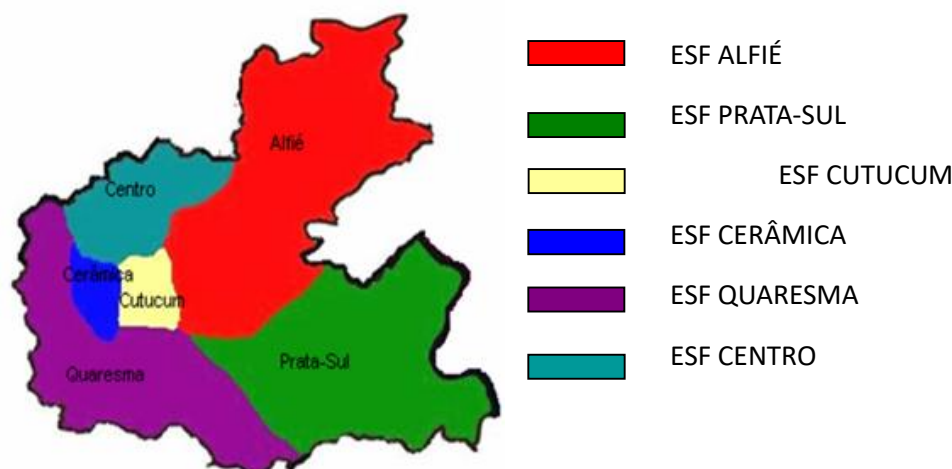 Alfié
Centro
Cerâmica
Cutucum
Quaresma
Prata-Sul
ESF ALFIÉ
ESF PRATA-SUL
ESF CUTUCUM
ESF CERÂMICA
ESF QUARESMA
ESF CENTRO